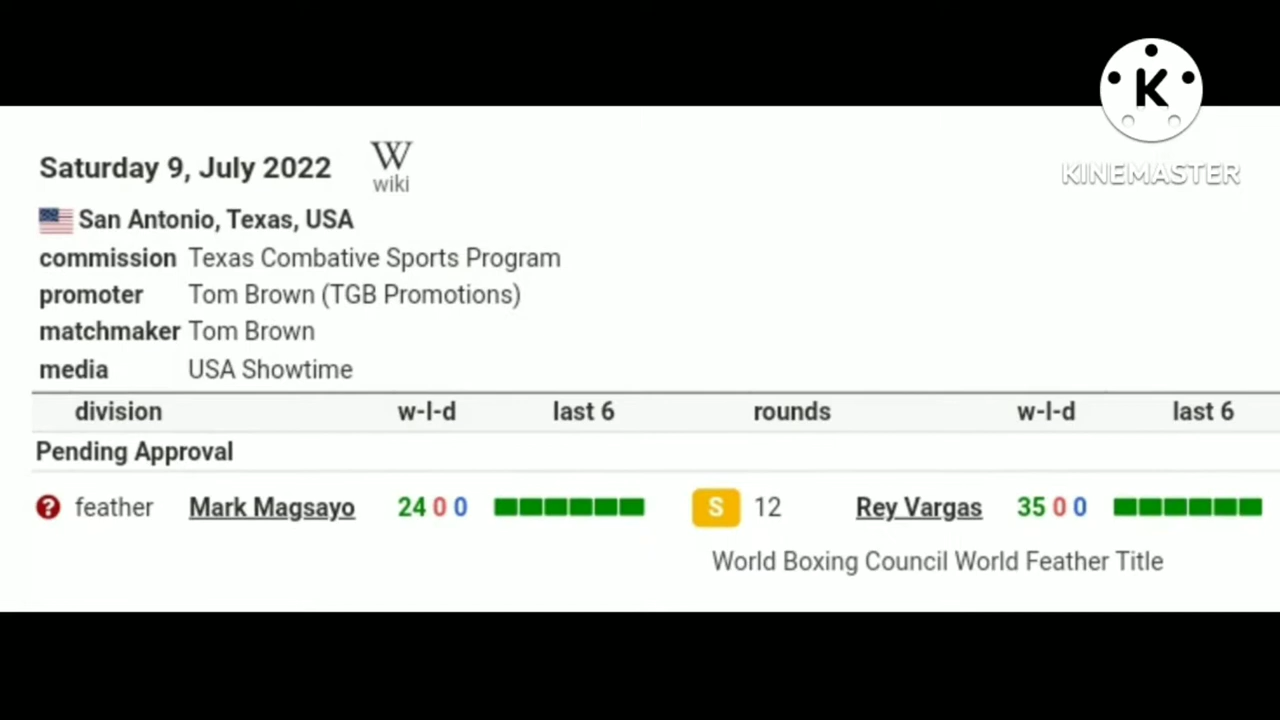 K
KINEMASTER
Saturday 9, July 2022 W wiki
San Antonio, Texas, USA
commission Texas Combative Sports Program
promoter Tom Brown (TGB Promotions)
matchmaker Tom Brown
media USA Showtime
division w-l-d last 6 rounds w-l-d last 6
Pending Approval
? feather Mark Magsayo 24 0 0 S 12 Rey Vargas 35 0 0
World Boxing Council World Feather Title